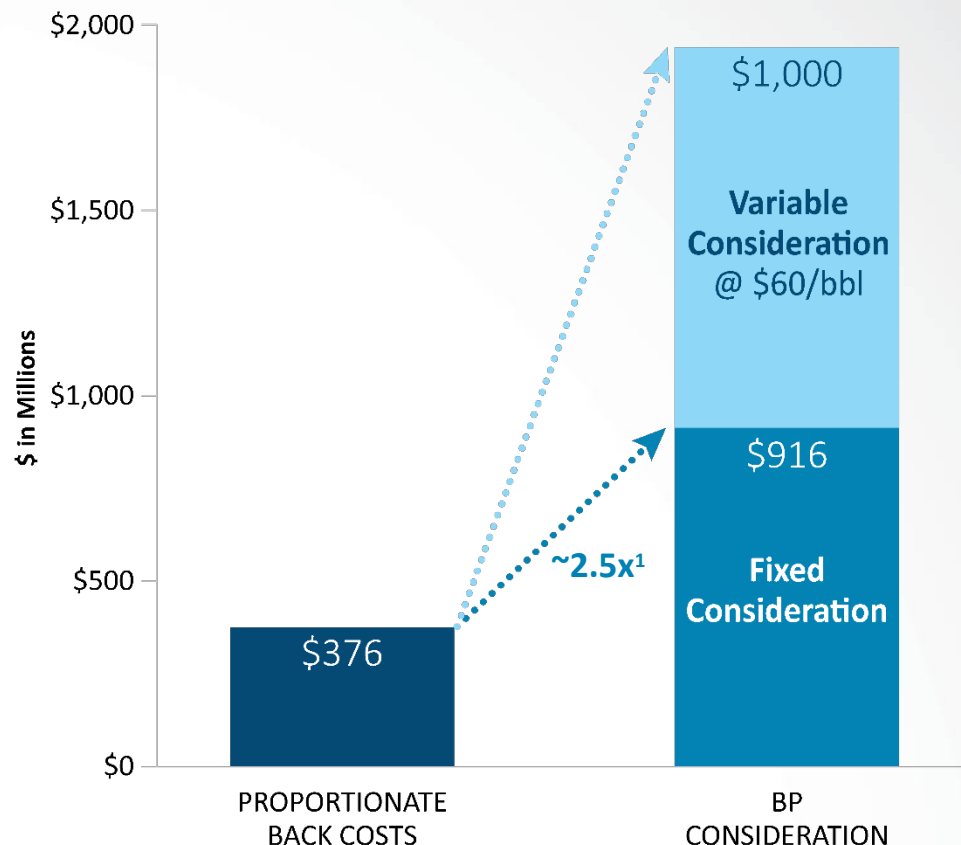 $2,000
$1,500
$1,000
$500
$0
$ in Millions
$376
~2.5x¹
$1,000
Variable
Consideration
@ $60/bbl
$916
Fixed
Consideration
PROPORTIONATE
BACK COSTS
BP
CONSIDERATION